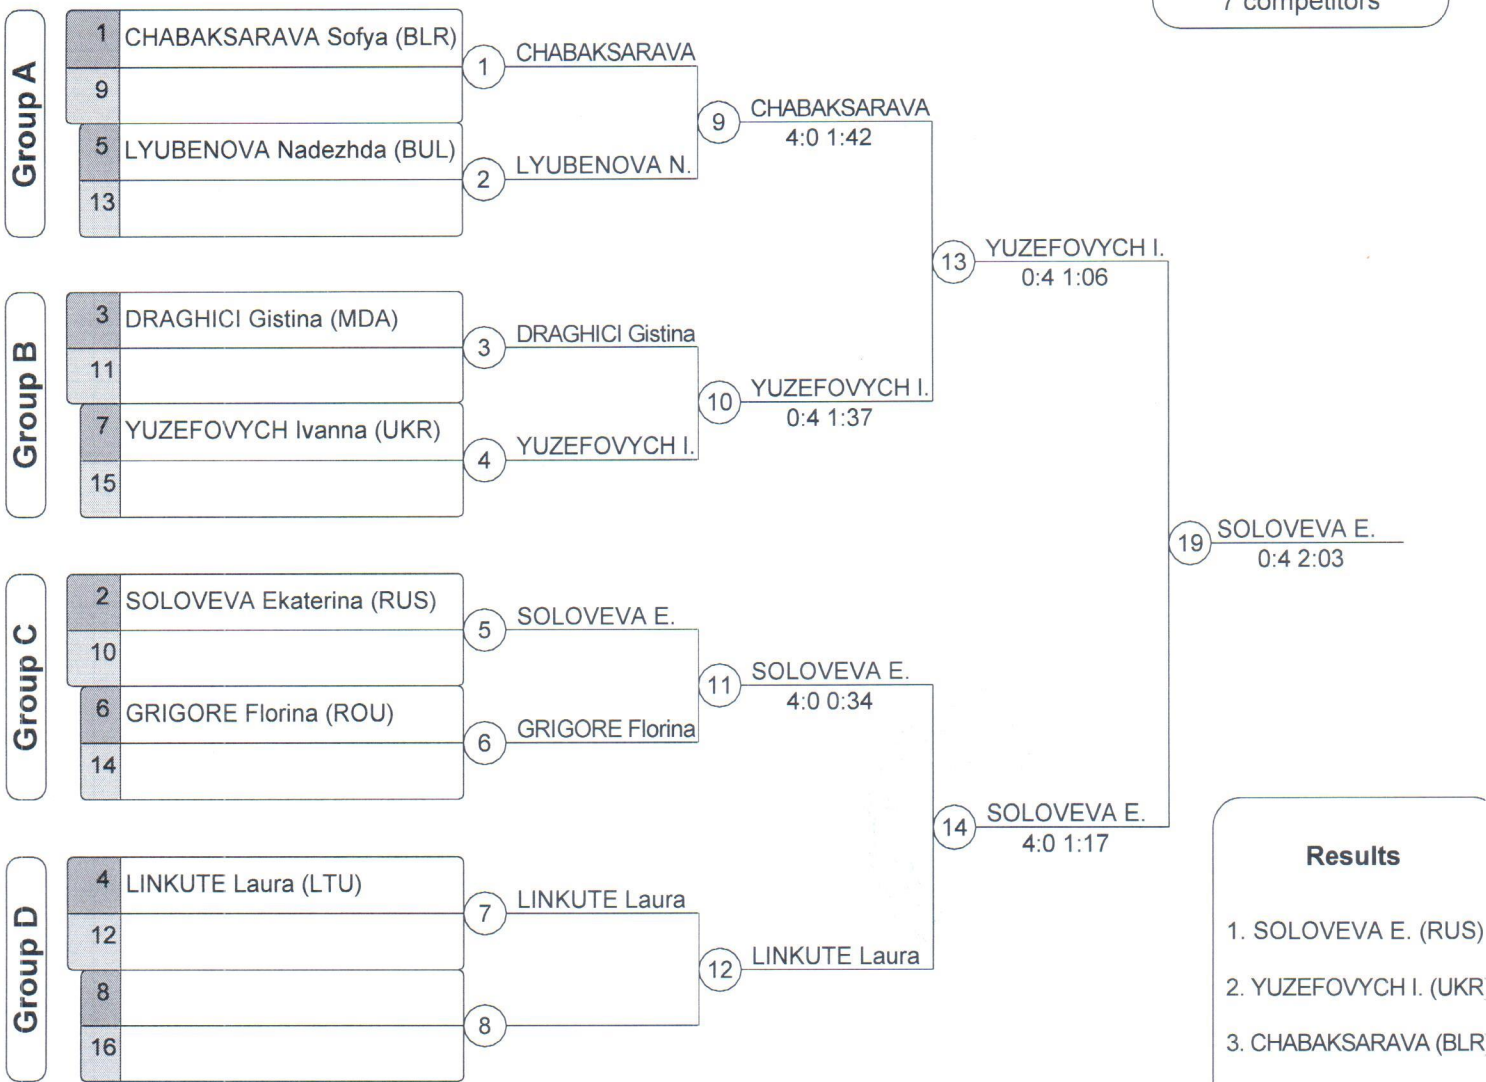 7 competitors
Group A
1 CHABAKSARAVA Sofya (BLR)
9
5 LYUBENOVA Nadezhda (BUL)
13
1 CHABAKSARAVA
2 LYUBENOVA N.
9 CHABAKSARAVA
4:0 1:42
Group B
3 DRAGHICI Gistina (MDA)
11
7 YUZEFOVYCH Ivanna (UKR)
15
3 DRAGHICI Gistina
4 YUZEFOVYCH I.
10 YUZEFOVYCH I.
0:4 1:37
13 YUZEFOVYCH I.
0:4 1:06
Group C
2 SOLOVEVA Ekaterina (RUS)
10
6 GRIGORE Florina (ROU)
14
5 SOLOVEVA E.
6 GRIGORE Florina
11 SOLOVEVA E.
4:0 0:34
Group D
4 LINKUTE Laura (LTU)
12
8
16
7 LINKUTE Laura
8
12 LINKUTE Laura
14 SOLOVEVA E.
4:0 1:17
19 SOLOVEVA E.
0:4 2:03
Results
1. SOLOVEVA E. (RUS)
2. YUZEFOVYCH I. (UKR
3. CHABAKSARAVA (BLR